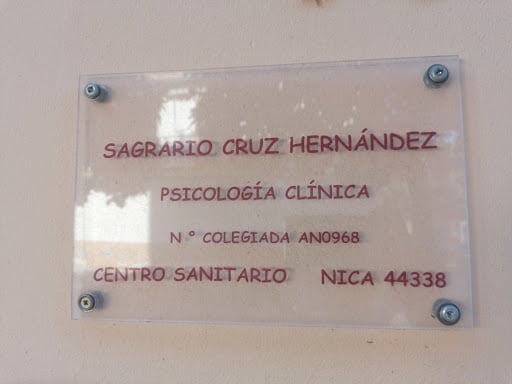 SAGRARIO CRUZ HERNÁNDEZ
PSICOLOGÍA CLÍNICA
N º COLEGIADA AN0968
CENTRO SANITARIO NICA 44338